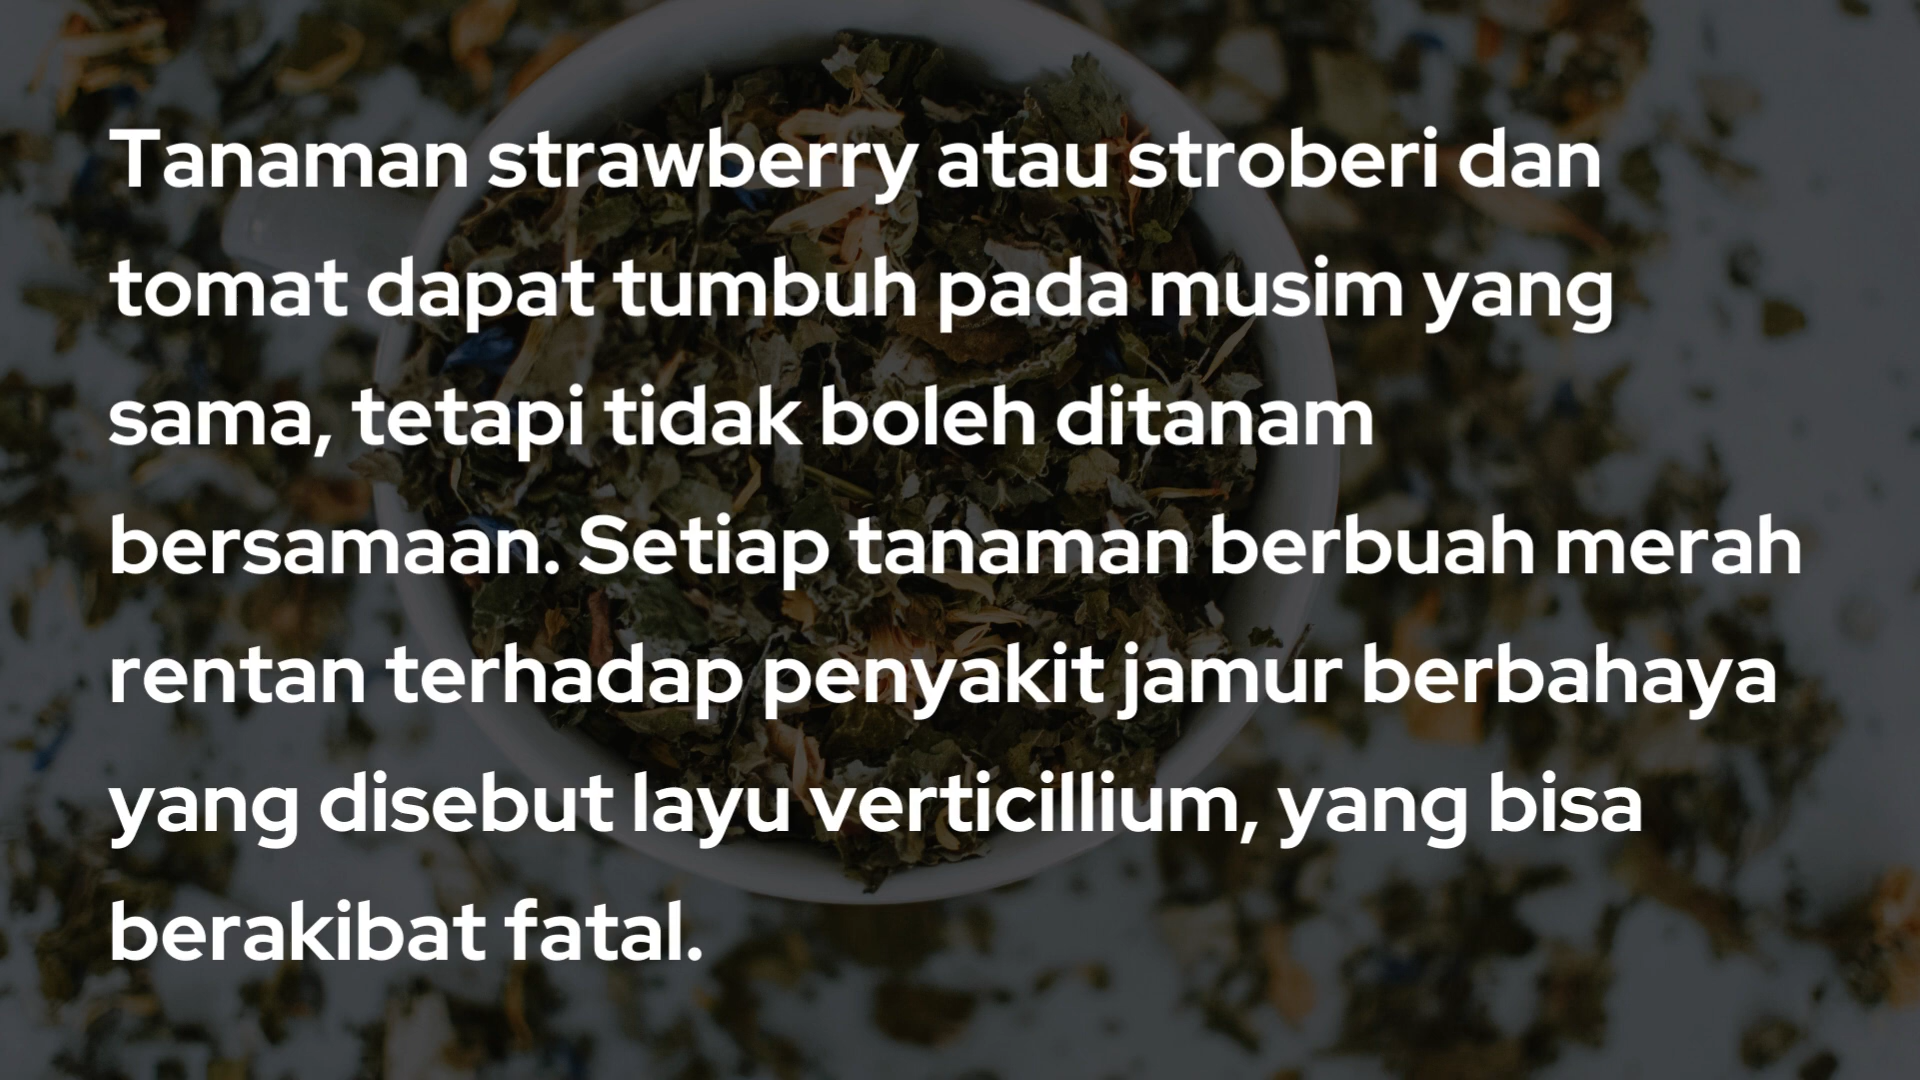 Tanaman strawberry atau stroberi dan
tomat dapat tumbuh pada musim yang
sama, tetapi tidak boleh ditanam
bersamaan. Setiap tanaman berbuah merah
rentan terhadap penyakit jamur berbahaya
yang disebut layu verticillium, yang bisa
berakibat fatal.